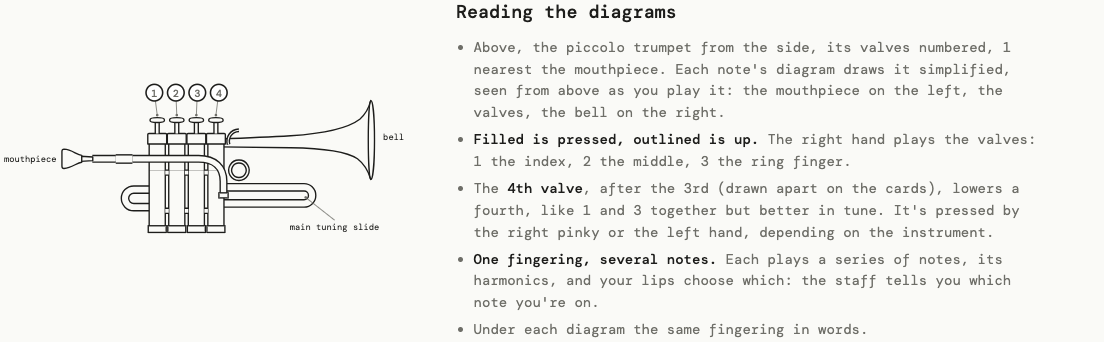 Reading the diagrams
1 2 3 4
mouthpiece
bell
main tuning slide
• Above, the piccolo trumpet from the side, its valves numbered, 1
nearest the mouthpiece. Each note's diagram draws it simplified,
seen from above as you play it: the mouthpiece on the left, the
valves, the bell on the right.
• Filled is pressed, outlined is up. The right hand plays the valves:
1 the index, 2 the middle, 3 the ring finger.
• The 4th valve, after the 3rd (drawn apart on the cards), lowers a
fourth, like 1 and 3 together but better in tune. It's pressed by
the right pinky or the left hand, depending on the instrument.
• One fingering, several notes. Each plays a series of notes, its
harmonics, and your lips choose which: the staff tells you which
note you're on.
• Under each diagram the same fingering in words.